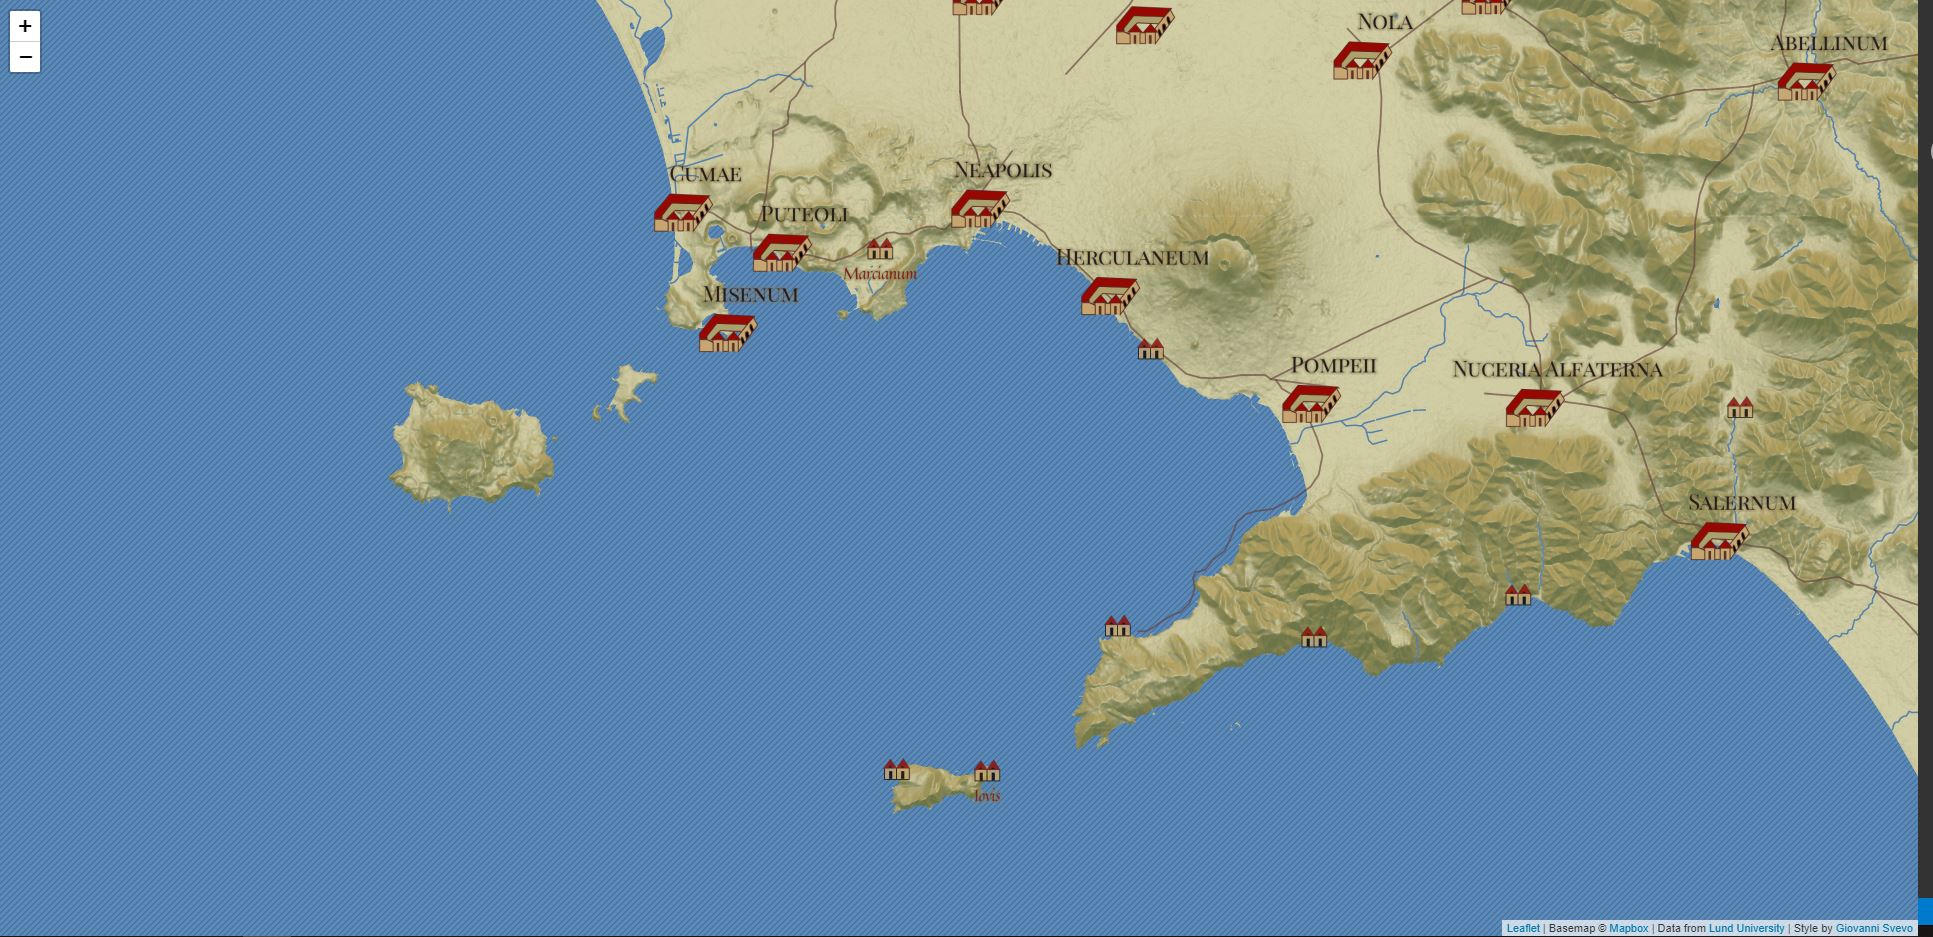 +
−
NOLA
ABELLINUM
CUMAE
NEAPOLIS
PUTEOLI
HERCULANEUM
Marcianum
MISENUM
POMPEII
NUCERIA ALFATERNA
SALERNUM
Iovis
Leaflet | Basemap © Mapbox | Data from Lund University | Style by Giovanni Svevo